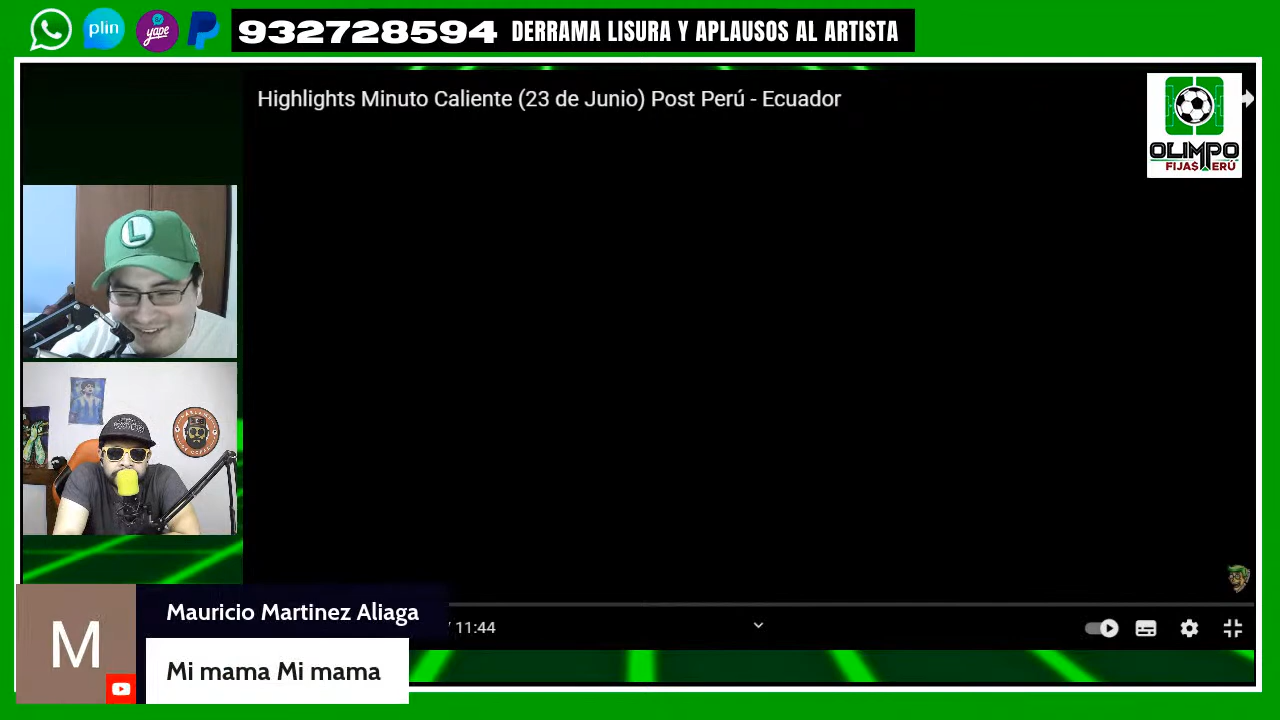 plin
yape
932728594 DERRAMA LISURA Y APLAUSOS AL ARTISTA
Highlights Minuto Caliente (23 de Junio) Post Perú - Ecuador
OLIMPO
FIJAS PERÚ
L
M
Mauricio Martinez Aliaga
Mi mama Mi mama
/ 11:44